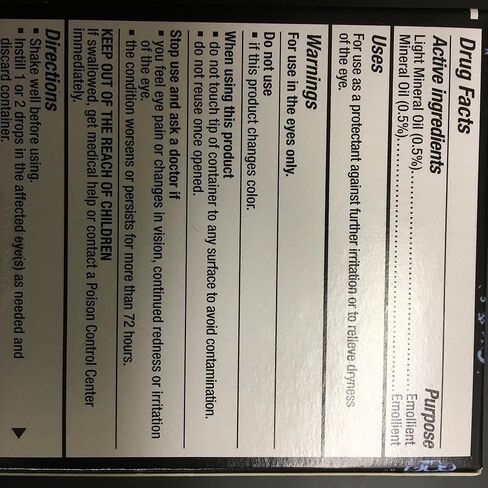 Drug Facts
Active ingredients Purpose
Light Mineral Oil (0.5%)........................................ Emollient
Mineral Oil (0.5%)............................................... Emollient
Uses
For use as a protectant against further irritation or to relieve dryness
of the eye.
Warnings
For use in the eyes only.
Do not use
▪ if this product changes color.
When using this product
▪ do not touch tip of container to any surface to avoid contamination.
▪ do not reuse once opened.
Stop use and ask a doctor if
▪ you feel eye pain or changes in vision, continued redness or irritation
of the eye.
▪ the condition worsens or persists for more than 72 hours.
KEEP OUT OF THE REACH OF CHILDREN
If swallowed, get medical help or contact a Poison Control Center
immediately.
Directions
▪ Shake well before using.
▪ Instill 1 or 2 drops in the affected eye(s) as needed and
discard container.